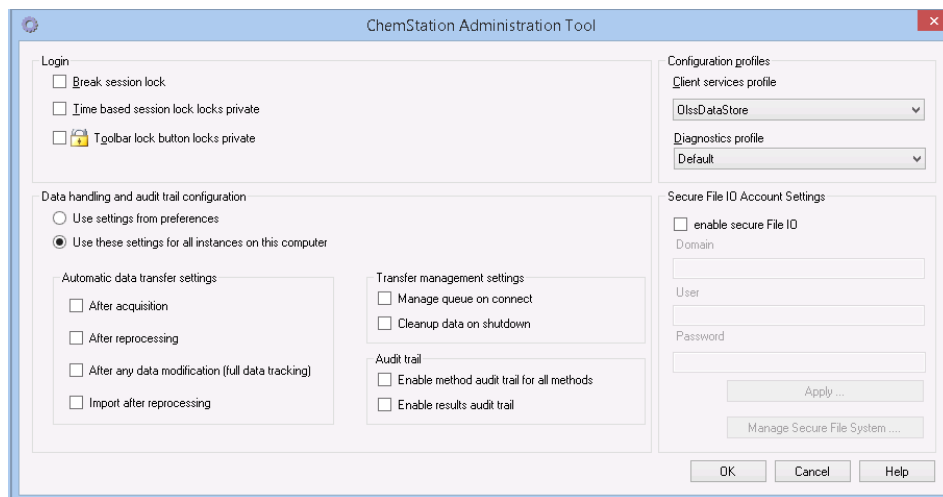 ChemStation Administration Tool
Login
Break session lock
Time based session lock locks private
Toolbar lock button locks private
Configuration profiles
Client services profile
OlssDataStore
Diagnostics profile
Default
Data handling and audit trail configuration
Use settings from preferences
Use these settings for all instances on this computer
Automatic data transfer settings
After acquisition
After reprocessing
After any data modification (full data tracking)
Import after reprocessing
Transfer management settings
Manage queue on connect
Cleanup data on shutdown
Audit trail
Enable method audit trail for all methods
Enable results audit trail
Secure File IO Account Settings
enable secure File IO
Domain
User
Password
Apply ...
Manage Secure File System ....
OK
Cancel
Help